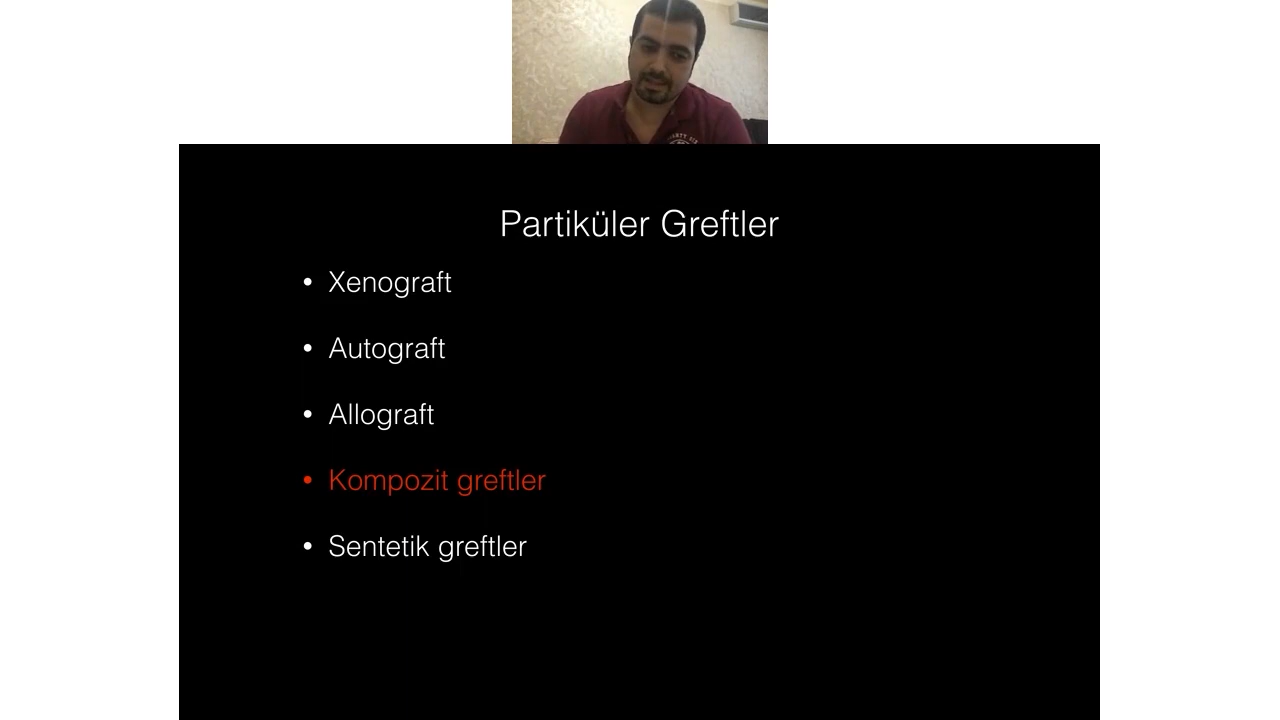 Partiküler Greftler
• Xenograft
• Autograft
• Allograft
• Kompozit greftler
• Sentetik greftler